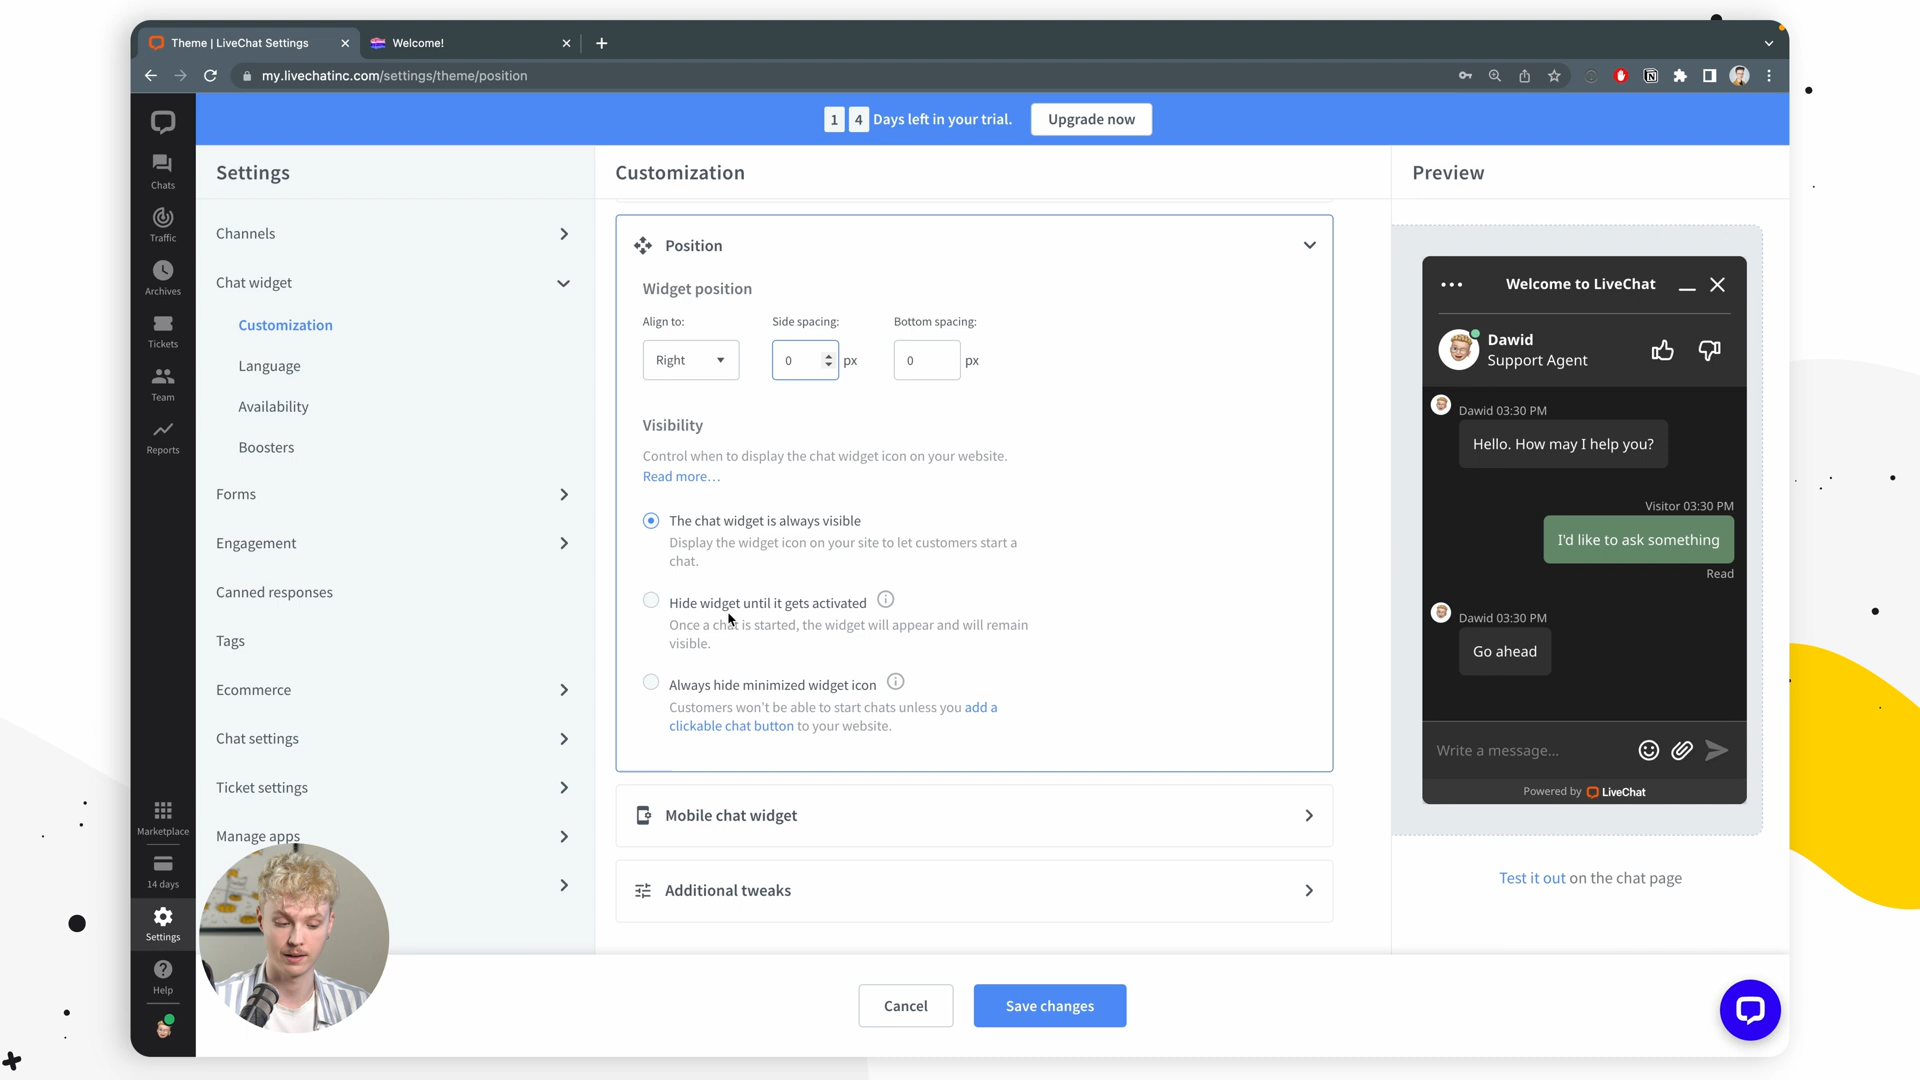 Theme | LiveChat Settings
Welcome!
my.livechatinc.com/settings/theme/position
1 4 Days left in your trial.
Upgrade now
Chats
Traffic
Archives
Tickets
Team
Reports
Marketplace
14 days
Settings
Help
Settings
Channels
Chat widget
Customization
Language
Availability
Boosters
Forms
Engagement
Canned responses
Tags
Ecommerce
Chat settings
Ticket settings
Manage apps
Customization
Position
Widget position
Align to:
Side spacing:
Bottom spacing:
Right
0
px
0
px
Visibility
Control when to display the chat widget icon on your website.
Read more...
The chat widget is always visible
Display the widget icon on your site to let customers start a
chat.
Hide widget until it gets activated
Once a chat is started, the widget will appear and will remain
visible.
Always hide minimized widget icon
Customers won't be able to start chats unless you add a
clickable chat button to your website.
Mobile chat widget
Additional tweaks
Cancel
Save changes
Preview
Welcome to LiveChat
Dawid
Support Agent
Dawid 03:30 PM
Hello. How may I help you?
Visitor 03:30 PM
I'd like to ask something
Read
Dawid 03:30 PM
Go ahead
Write a message...
Powered by LiveChat
Test it out on the chat page